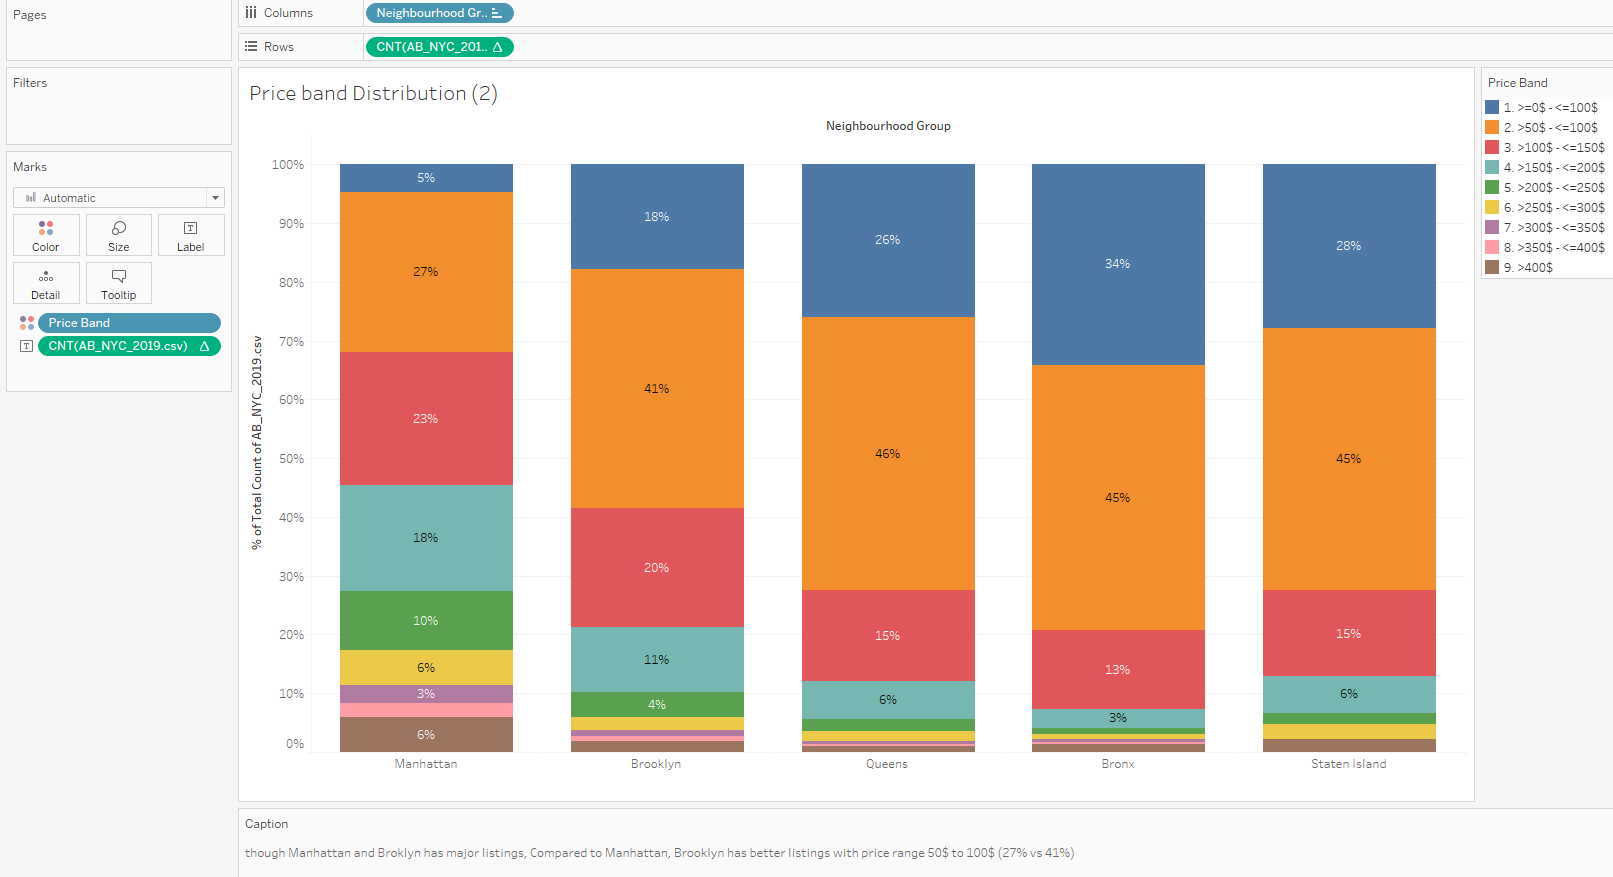 Pages
Columns
Neighbourhood Gr..
Rows
CNT(AB_NYC_201..
Filters
Marks
Automatic
Color
Size
Label
Detail
Tooltip
Price Band
CNT(AB_NYC_2019.csv)
Price band Distribution (2)
Neighbourhood Group
% of Total Count of AB_NYC_2019.csv
100%
90%
80%
70%
60%
50%
40%
30%
20%
10%
0%
5%
27%
23%
18%
10%
6%
3%
6%
18%
41%
20%
11%
4%
26%
46%
15%
6%
34%
45%
13%
3%
28%
45%
15%
6%
Manhattan
Brooklyn
Queens
Bronx
Staten Island
Price Band
1. >=0$ - <=100$
2. >50$ - <=100$
3. >100$ - <=150$
4. >150$ - <=200$
5. >200$ - <=250$
6. >250$ - <=300$
7. >300$ - <=350$
8. >350$ - <=400$
9. >400$
Caption
though Manhattan and Broklyn has major listings, Compared to Manhattan, Brooklyn has better listings with price range 50$ to 100$ (27% vs 41%)